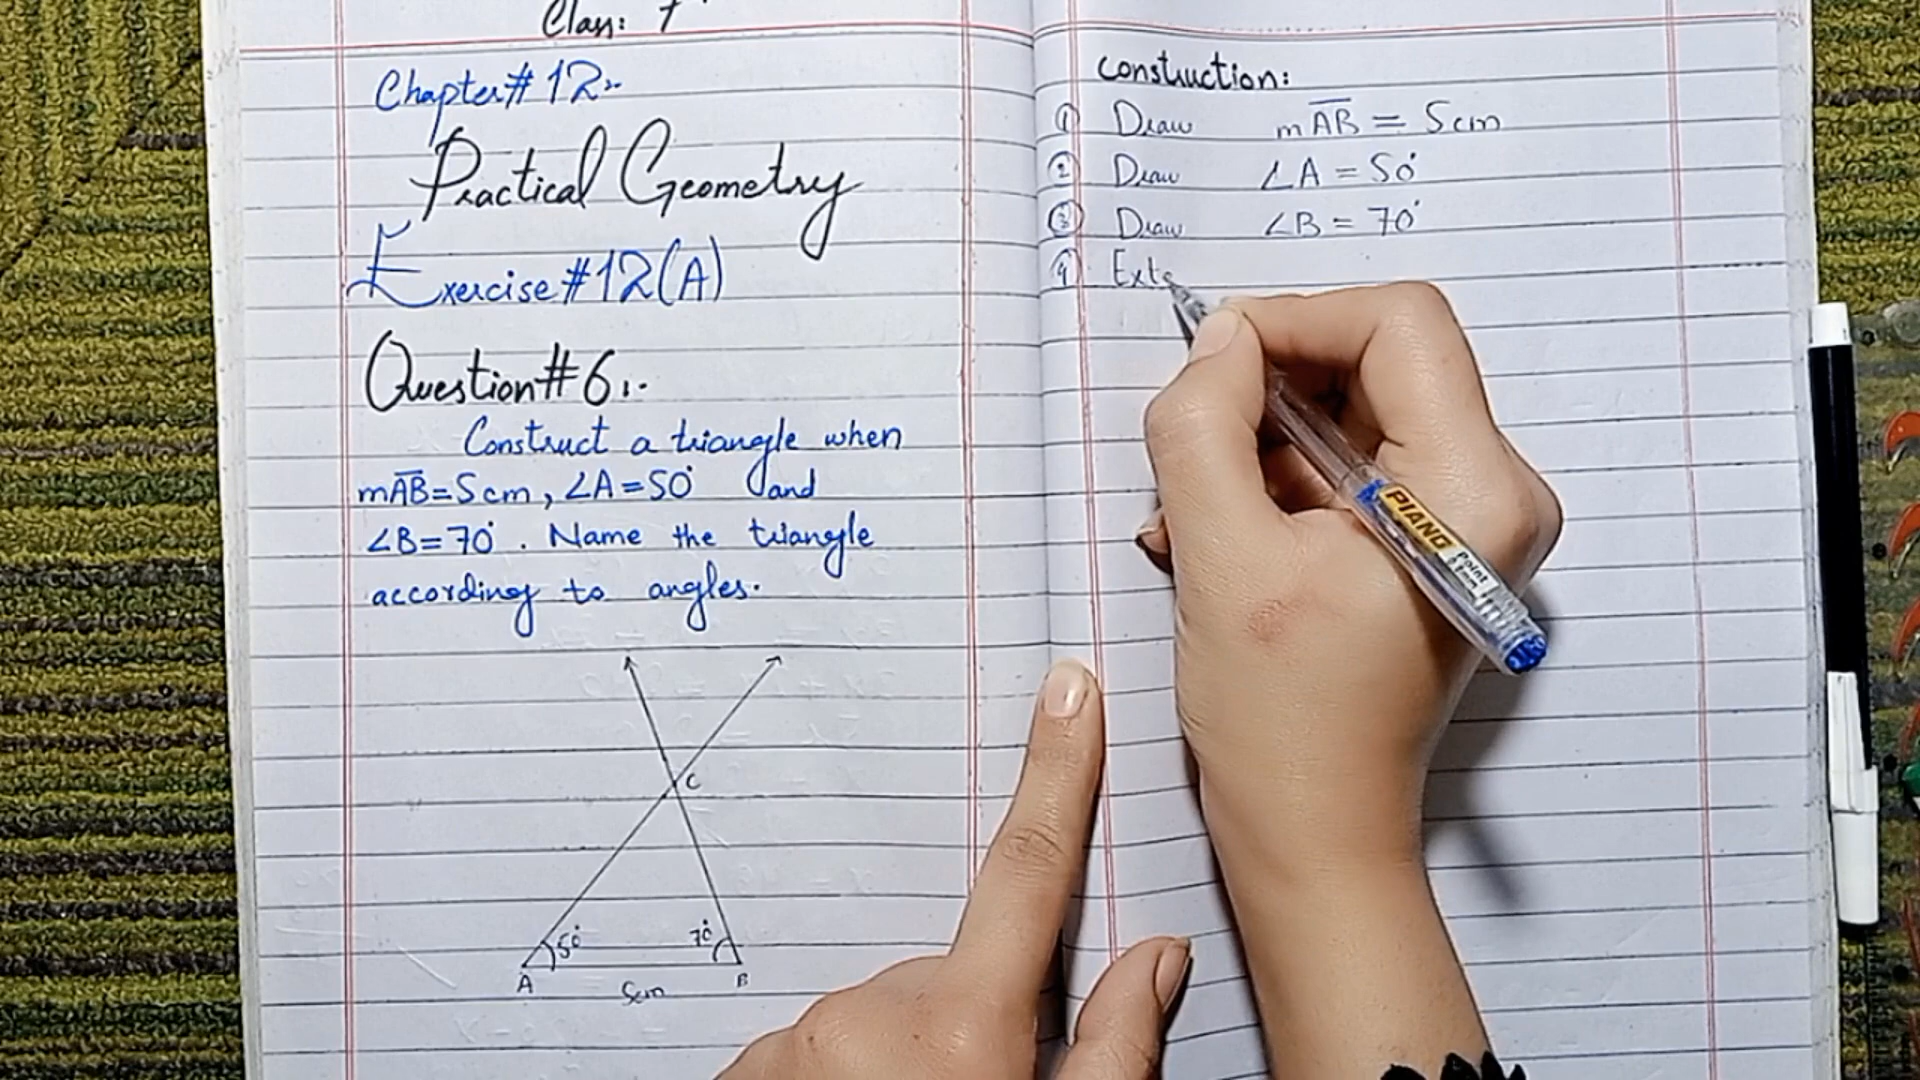 Class: 7
Chapter# 12:-
Practical Geometry
Exercise#12(A)
Question#6:-
Construct a triangle when
mAB=5cm, ∠A=50° and
∠B=70°. Name the triangle
according to angles.
C
50° 70°
A B
5cm
Construction:
① Draw mAB = 5cm
② Draw ∠A = 50°
③ Draw ∠B = 70°
④ Exte
PIANO
Point